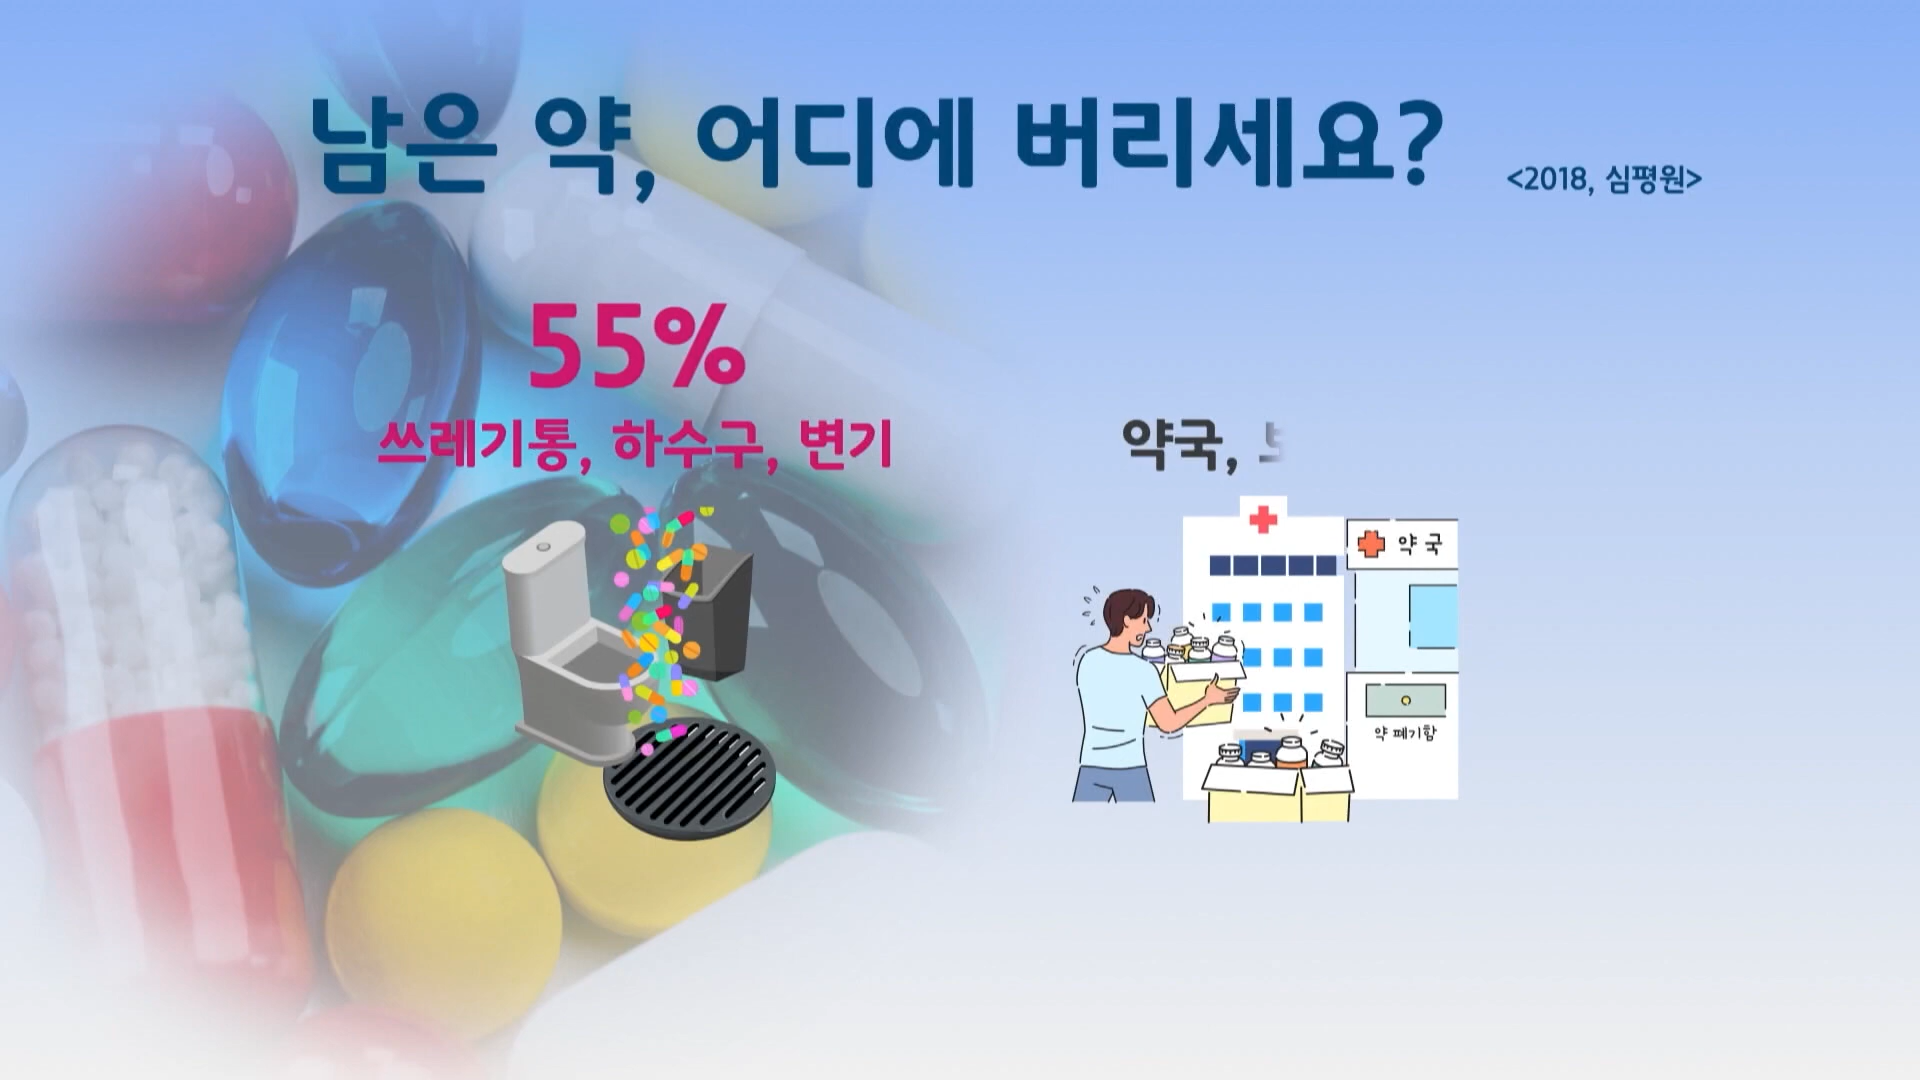 남은 약, 어디에 버리세요?
<2018, 심평원>
55%
쓰레기통, 하수구, 변기
약국,
약국
약 폐기함